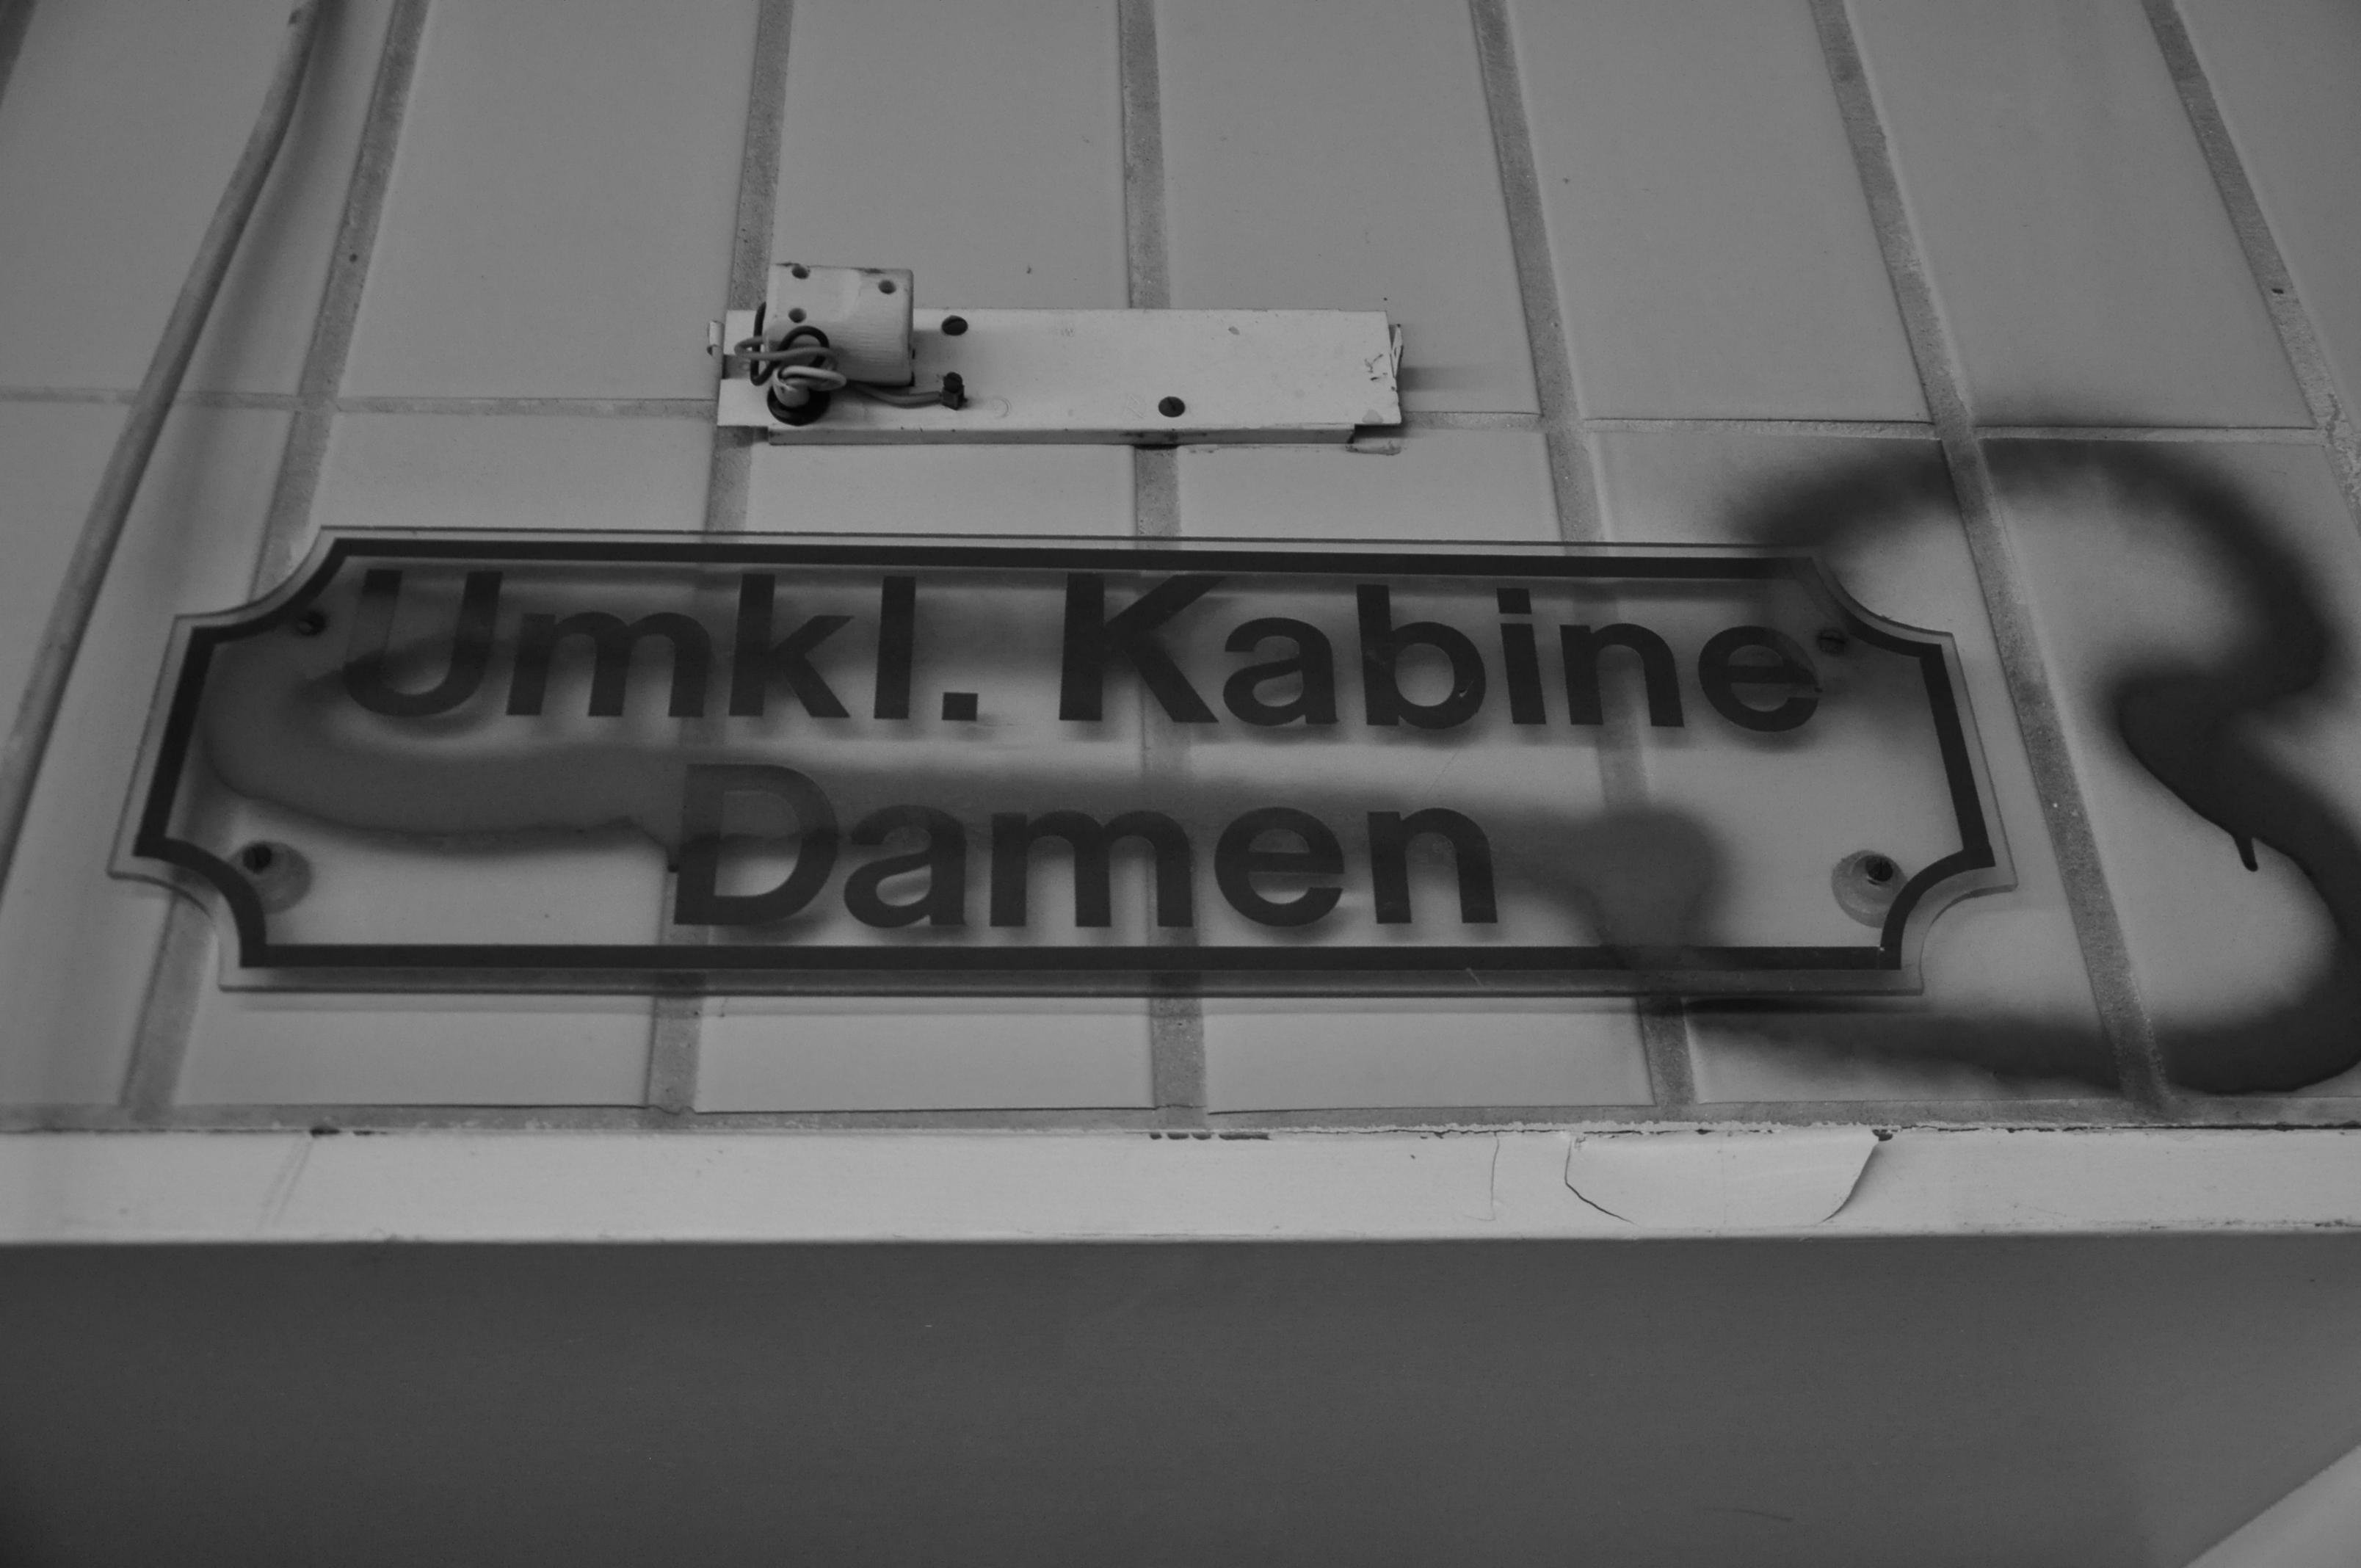 Umkl. Kabine
Damen